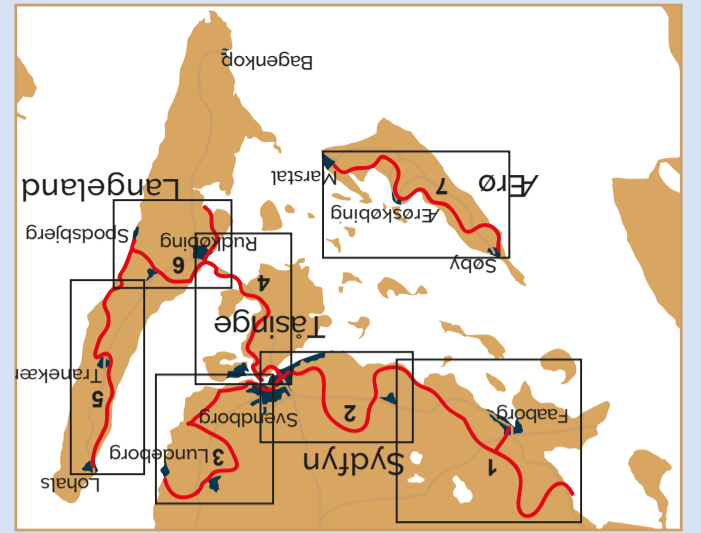 Lohals
1
Sydfyn
3
Lundeborg
Faaborg
Svendborg
2
5
Tranekær
Tåsinge
4
Søby
6
Rudkøbing
Spodsbjerg
Ærøskøbing
Ærø
7
Langeland
Marstal
Bagenkop